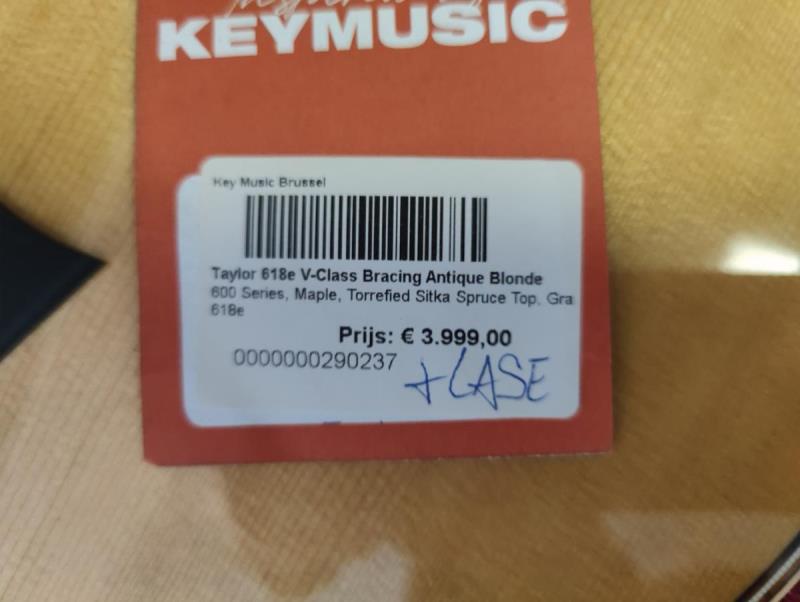 KEYMUSIC
Key Music Brussel
Taylor 618e V-Class Bracing Antique Blonde
600 Series, Maple, Torrefied Sitka Spruce Top, Gra
618e
Prijs: € 3.999,00
0000000290237
+ CASE